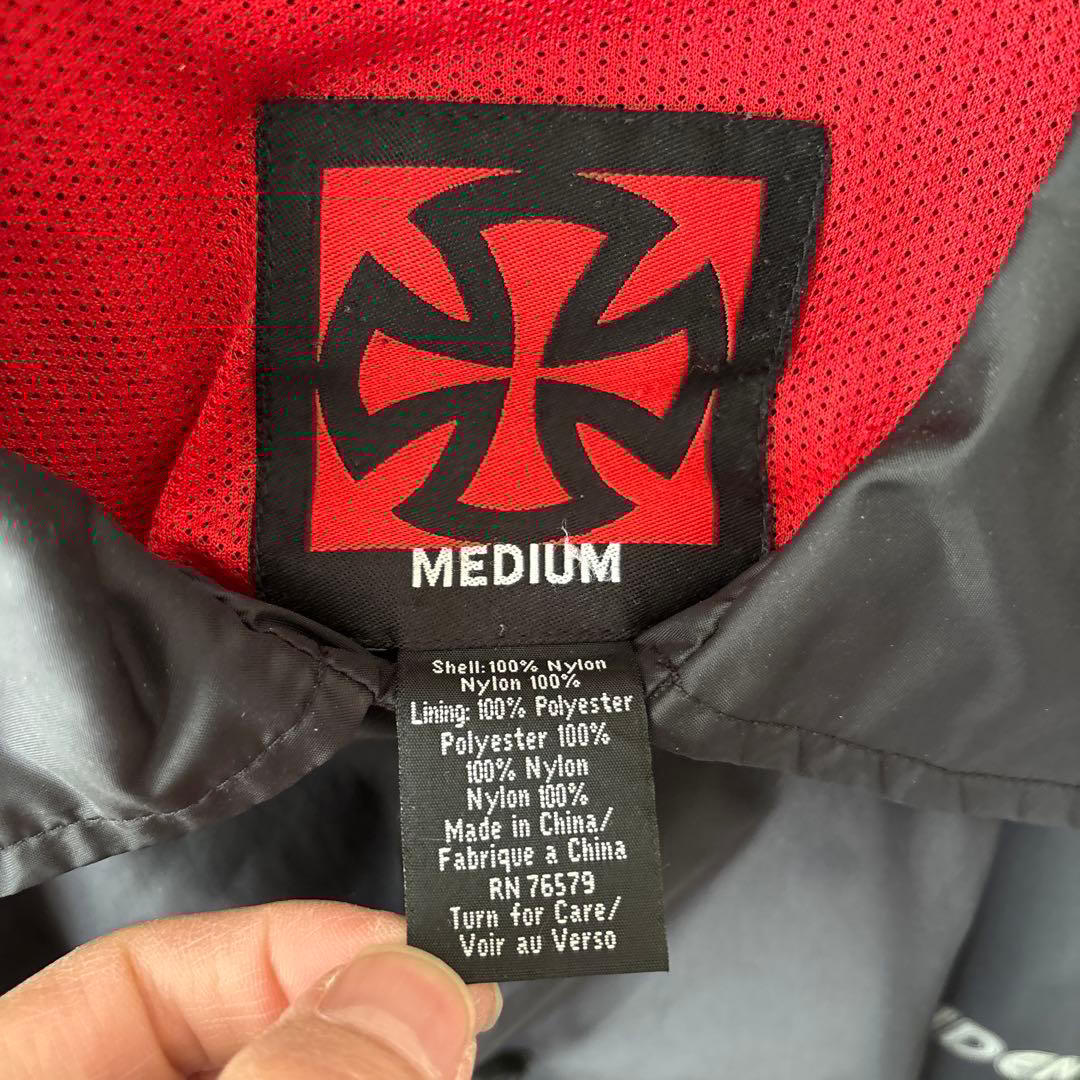 MEDIUM
Shell: 100% Nylon
Nylon 100%
Lining: 100% Polyester
Polyester 100%
100% Nylon
Nylon 100%
Made in China/
Fabrique a China
RN 76579
Turn for Care/
Voir au Verso